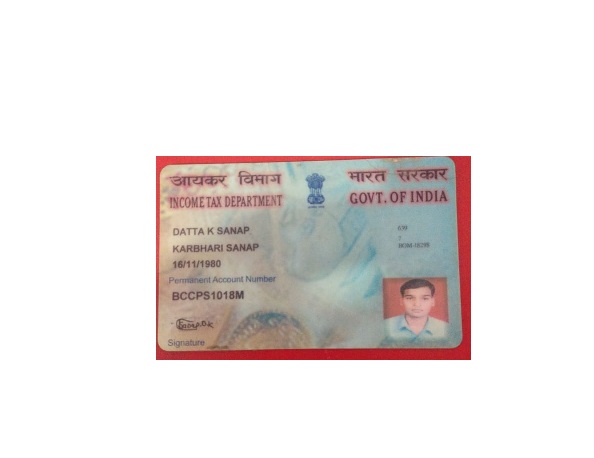 आयकर विभाग
भारत सरकार
INCOME TAX DEPARTMENT
GOVT. OF INDIA
DATTA K SANAP
KARBHARI SANAP
16/11/1980
Permanent Account Number
BCCPS1018M
Signature